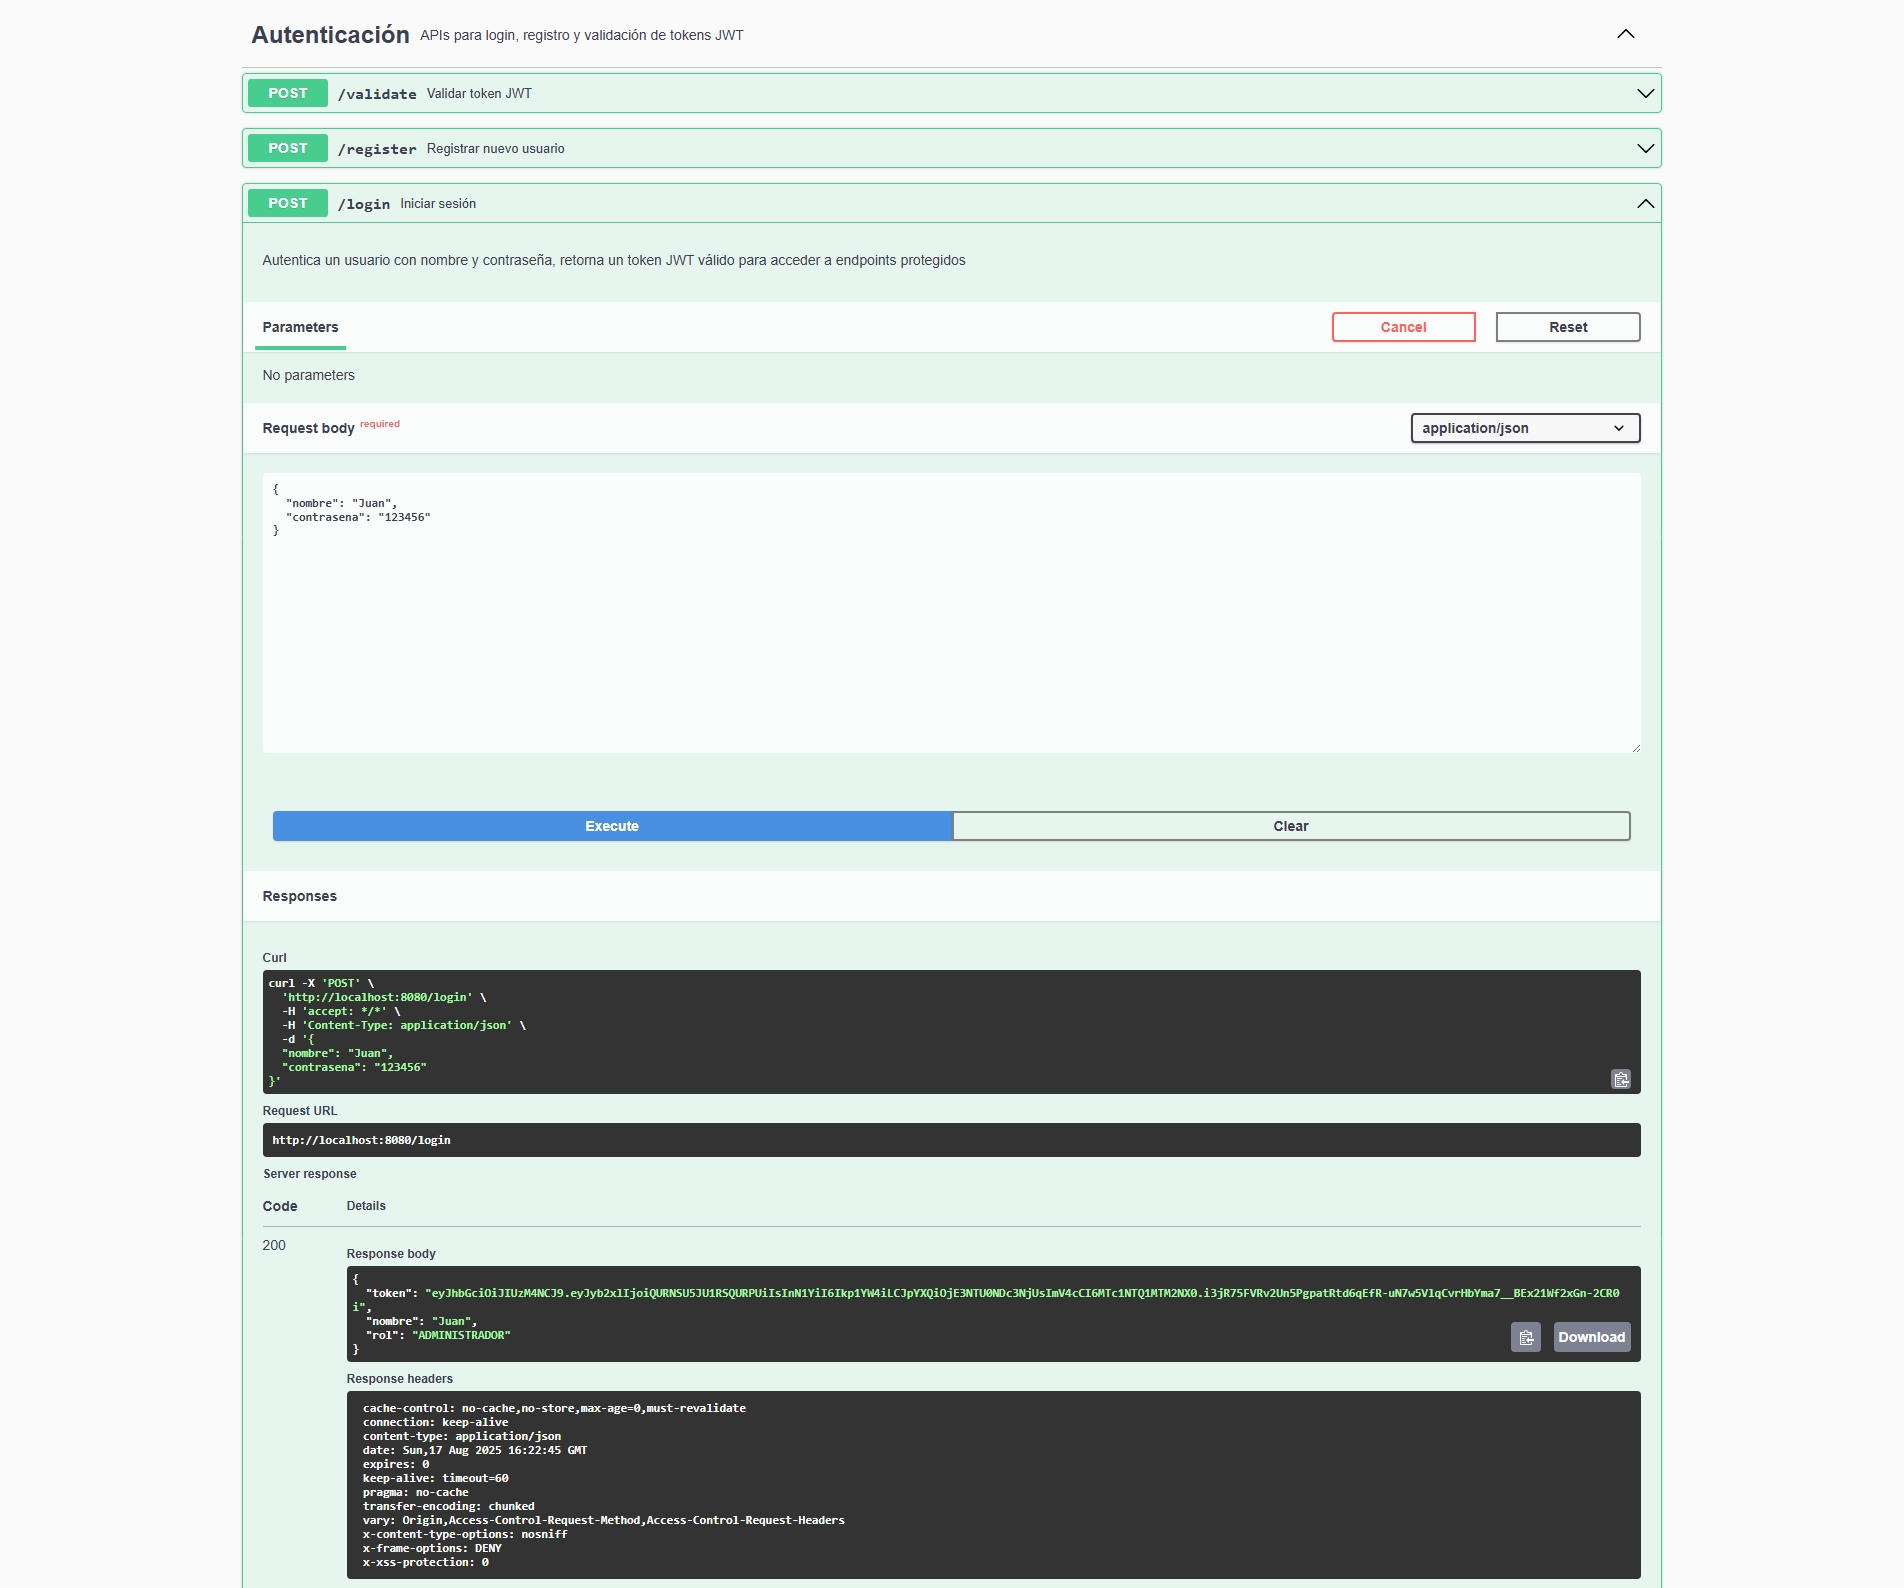 Autenticación APIs para login, registro y validación de tokens JWT
POST /validate Validar token JWT
POST /register Registrar nuevo usuario
POST /login Iniciar sesión
Autentica un usuario con nombre y contraseña, retorna un token JWT válido para acceder a endpoints protegidos
Parameters Cancel Reset
No parameters
Request body required application/json
{
"nombre": "Juan",
"contrasena": "123456"
}
Execute Clear
Responses
Curl
curl -X 'POST' \
'http://localhost:8080/login' \
-H 'accept: */*' \
-H 'Content-Type: application/json' \
-d '{
"nombre": "Juan",
"contrasena": "123456"
}'
Request URL
http://localhost:8080/login
Server response
Code Details
200
Response body
{
"token": "eyJhbGciOiJIUzM4NCJ9.eyJyb2xlIjoiQURNSU5JU1RSQURPUiIsInN1YiI6Ikp1YW4iLCJpYXQiOjE3NTU0NDc3NjUsImV4cCI6MTc1NTQ1MTM2NX0.i3jR75FVRv2Un5PgpatRtd6qEfR-uN7w5VlqCvrHbYma7__BEx21Wf2xGn-2CR0
i",
"nombre": "Juan",
"rol": "ADMINISTRADOR"
}
Download
Response headers
cache-control: no-cache,no-store,max-age=0,must-revalidate
connection: keep-alive
content-type: application/json
date: Sun,17 Aug 2025 16:22:45 GMT
expires: 0
keep-alive: timeout=60
pragma: no-cache
transfer-encoding: chunked
vary: Origin,Access-Control-Request-Method,Access-Control-Request-Headers
x-content-type-options: nosniff
x-frame-options: DENY
x-xss-protection: 0